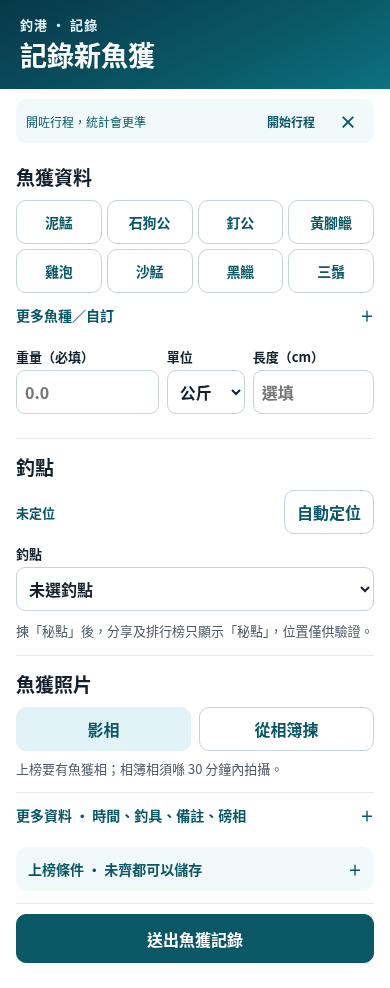 釣港 · 記錄
記錄新魚獲
開咗行程，統計會更準
開始行程 ✕
魚獲資料
泥鯭 石狗公 釘公 黃腳鱲
雞泡 沙鯭 黑鱲 三鬚
更多魚種／自訂 +
重量（必填） 單位 長度（cm）
0.0 公斤 選填
釣點
未定位 自動定位
釣點
未選釣點
揀「秘點」後，分享及排行榜只顯示「秘點」，位置僅供驗證。
魚獲照片
影相 從相簿揀
上榜要有魚獲相；相簿相須喺 30 分鐘內拍攝。
更多資料 · 時間、釣具、備註、磅相 +
上榜條件 · 未齊都可以儲存 +
送出魚獲記錄